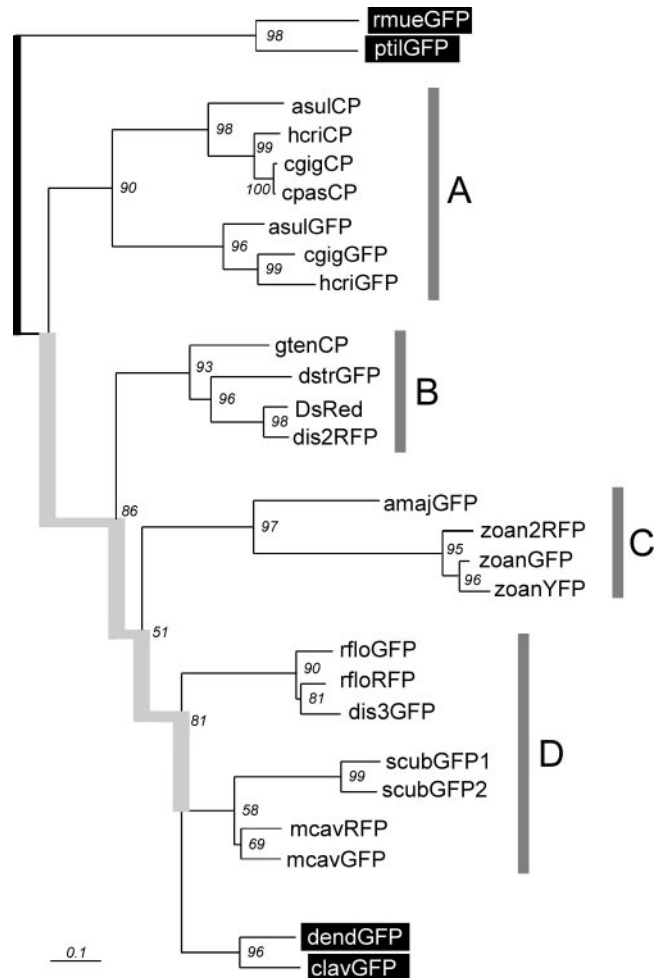 rmueGFP
98
ptilGFP
asulCP
98
hcriCP
99
cgigCP
100
cpasCP
90
A
asulGFP
96
cgigGFP
99
hcriGFP
gtenCP
93
dstrGFP
96
B
DsRed
98
dis2RFP
86
amajGFP
97
zoan2RFP
95
C
zoanGFP
96
zoanYFP
51
rfloGFP
90
rfloRFP
81
dis3GFP
81
D
scubGFP1
99
scubGFP2
58
mcavRFP
69
mcavGFP
dendGFP
0.1
96
clavGFP